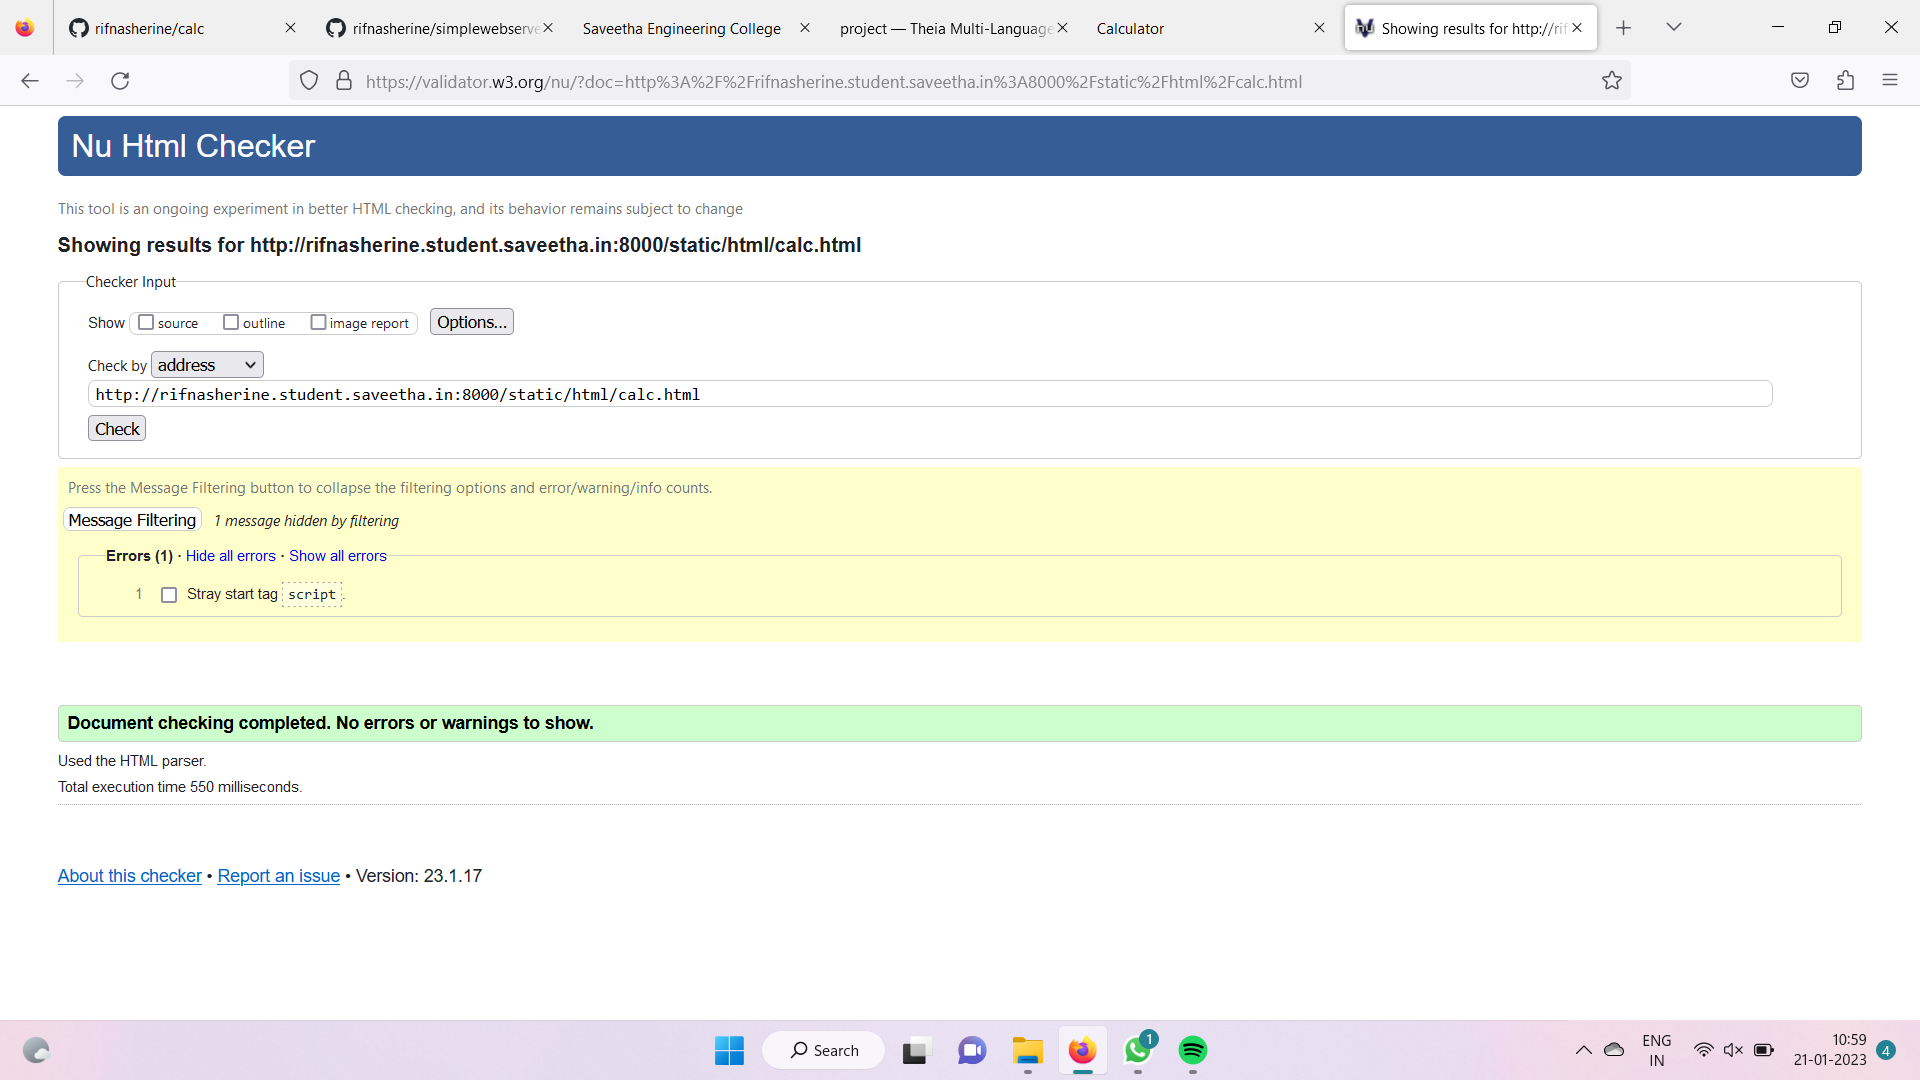 rifnasherine/calc
rifnasherine/simplewebserve
Saveetha Engineering College
project — Theia Multi-Language
Calculator
Showing results for http://rif
https://validator.w3.org/nu/?doc=http%3A%2F%2Frifnasherine.student.saveetha.in%3A8000%2Fstatic%2Fhtml%2Fcalc.html
Nu Html Checker
This tool is an ongoing experiment in better HTML checking, and its behavior remains subject to change
Showing results for http://rifnasherine.student.saveetha.in:8000/static/html/calc.html
Checker Input
Show source outline image report Options...
Check by address
http://rifnasherine.student.saveetha.in:8000/static/html/calc.html
Check
Press the Message Filtering button to collapse the filtering options and error/warning/info counts.
Message Filtering 1 message hidden by filtering
Errors (1) · Hide all errors · Show all errors
1 Stray start tag script.
Document checking completed. No errors or warnings to show.
Used the HTML parser.
Total execution time 550 milliseconds.
About this checker • Report an issue • Version: 23.1.17
Search
1
ENG
IN
10:59
21-01-2023
4